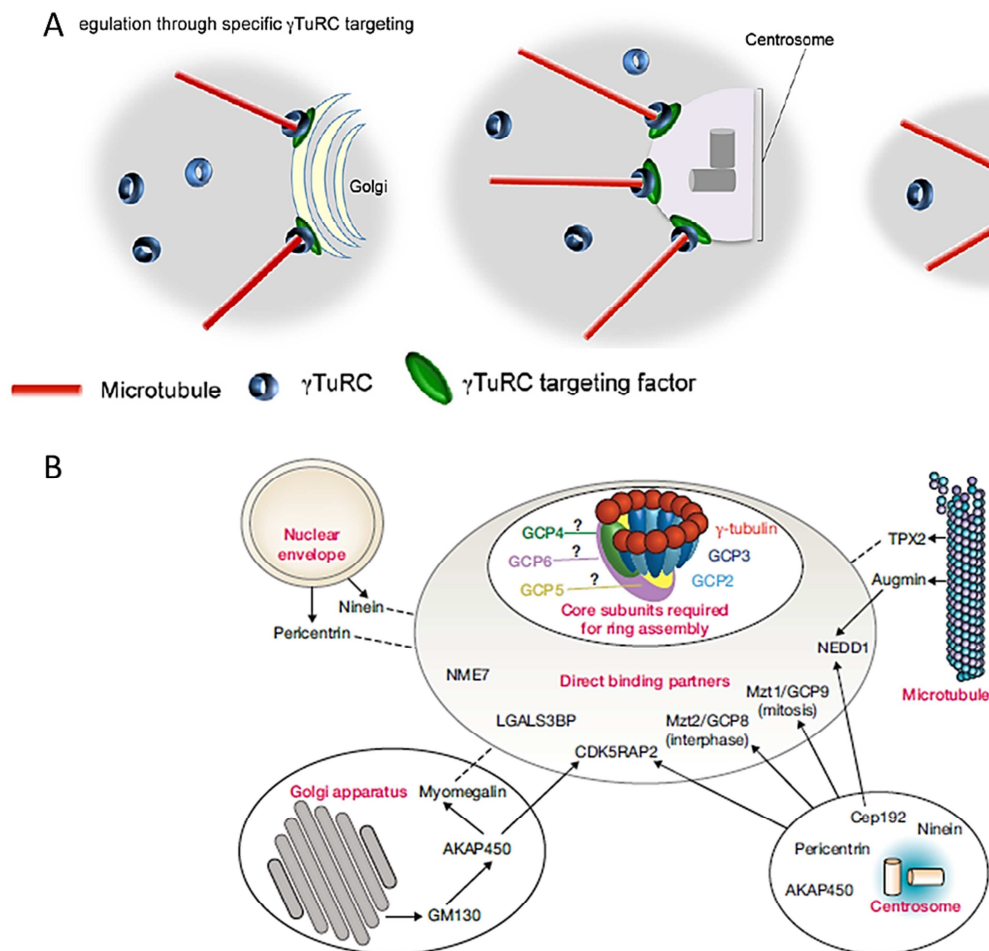 A
egulation through specific γTuRC targeting
Centrosome
Golgi
Microtubule
γTuRC
γTuRC targeting factor
B
Nuclear
envelope
Ninein
Pericentrin
GCP4
?
GCP6
?
GCP5
?
γ-tubulin
GCP3
GCP2
Core subunits required
for ring assembly
TPX2
Augmin
NEDD1
Microtubule
NME7
Direct binding partners
Mzt1/GCP9
(mitosis)
LGALS3BP
Mzt2/GCP8
(interphase)
CDK5RAP2
Golgi apparatus
Myomegalin
AKAP450
GM130
Cep192
Ninein
Pericentrin
AKAP450
Centrosome